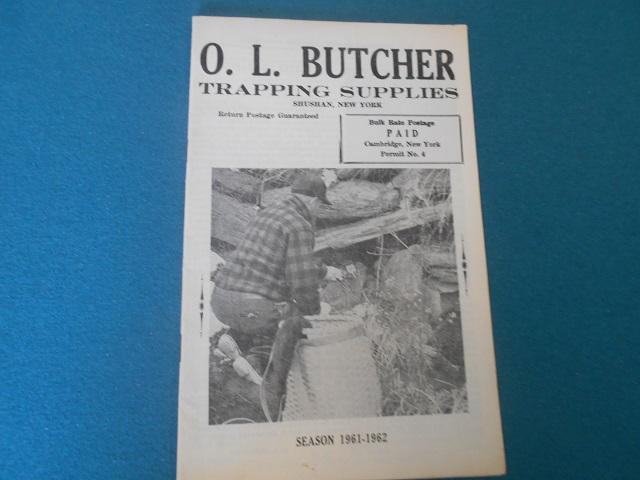 O. L. BUTCHER
TRAPPING SUPPLIES
SHUSHAN, NEW YORK
Return Postage Guaranteed
Bulk Rate Postage
PAID
Cambridge, New York
Permit No. 4
SEASON 1961-1962